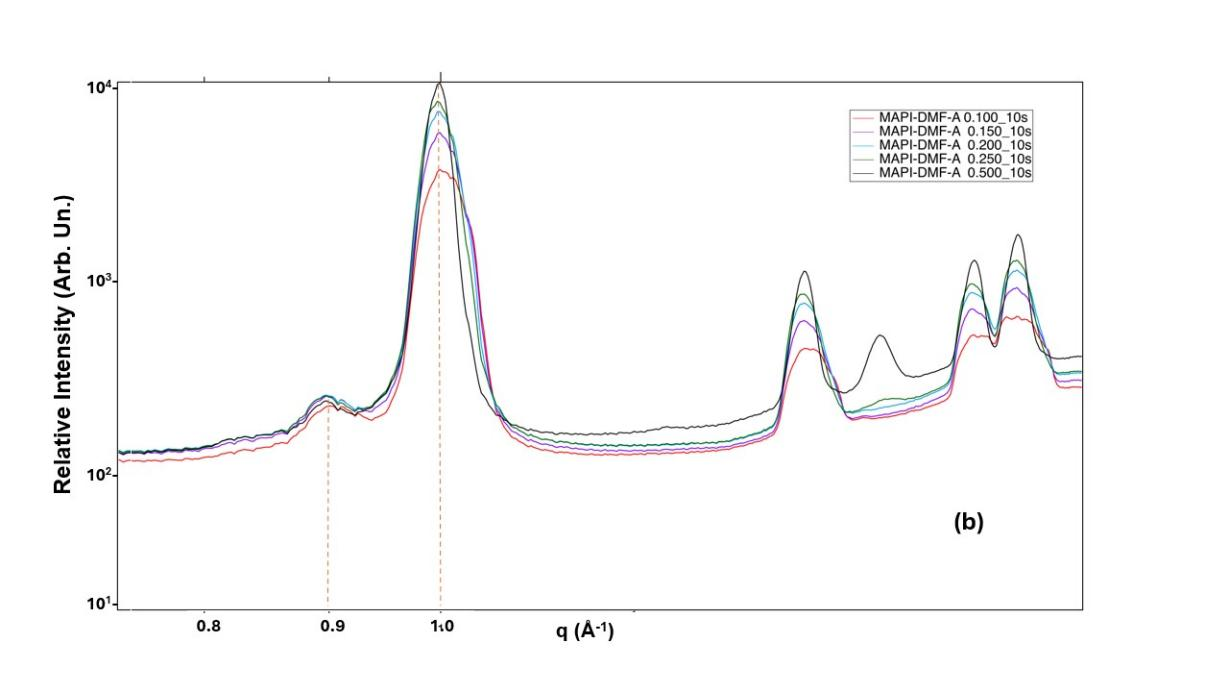 10⁴
MAPI-DMF-A 0.100_10s
MAPI-DMF-A 0.150_10s
MAPI-DMF-A 0.200_10s
MAPI-DMF-A 0.250_10s
MAPI-DMF-A 0.500_10s
Relative Intensity (Arb. Un.)
10³
10²
(b)
10¹
0.8 0.9 1.0
q (Å⁻¹)